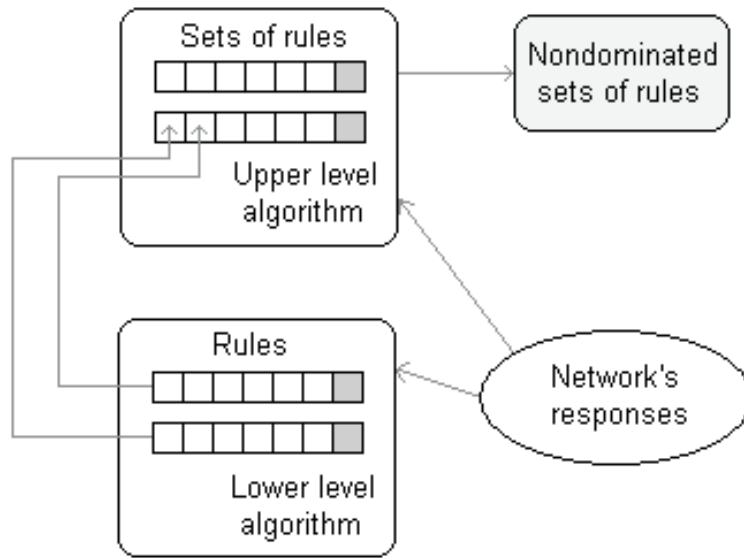 Sets of rules
Upper level
algorithm
Nondominated
sets of rules
Rules
Lower level
algorithm
Network's
responses